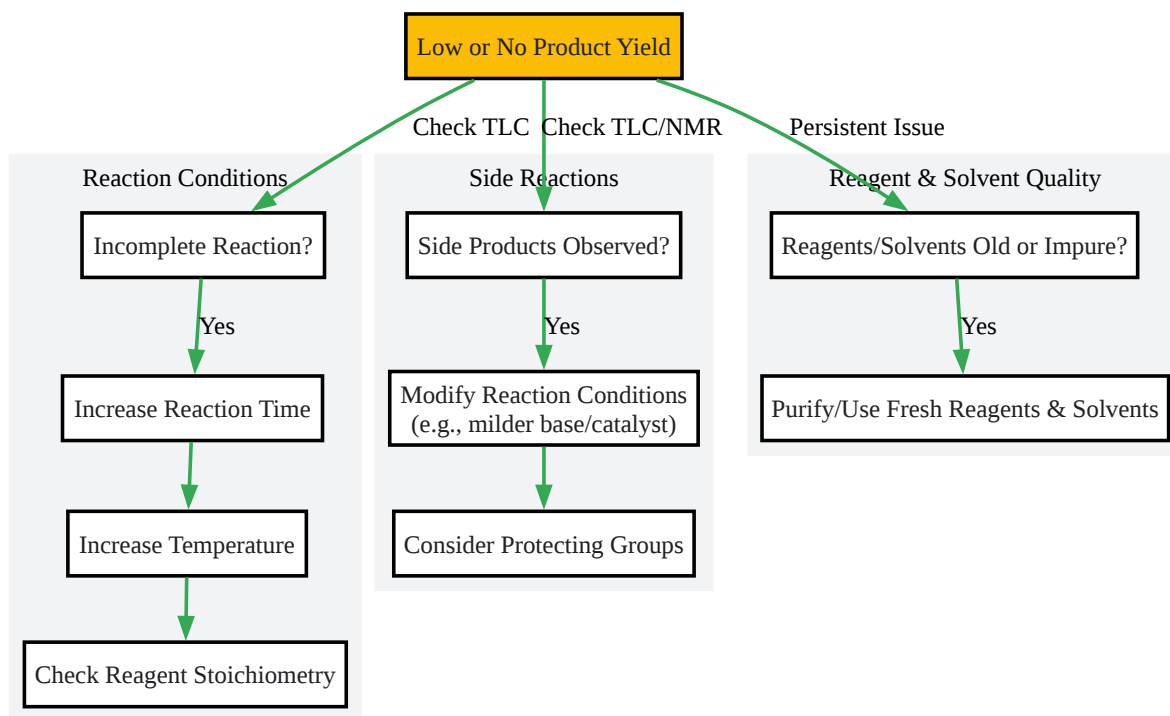 Low or No Product Yield
Check TLC
Check TLC/NMR
Persistent Issue
Reaction Conditions
Side Reactions
Reagent & Solvent Quality
Incomplete Reaction?
Side Products Observed?
Reagents/Solvents Old or Impure?
Yes
Yes
Yes
Increase Reaction Time
Modify Reaction Conditions
(e.g., milder base/catalyst)
Purify/Use Fresh Reagents & Solvents
Increase Temperature
Consider Protecting Groups
Check Reagent Stoichiometry